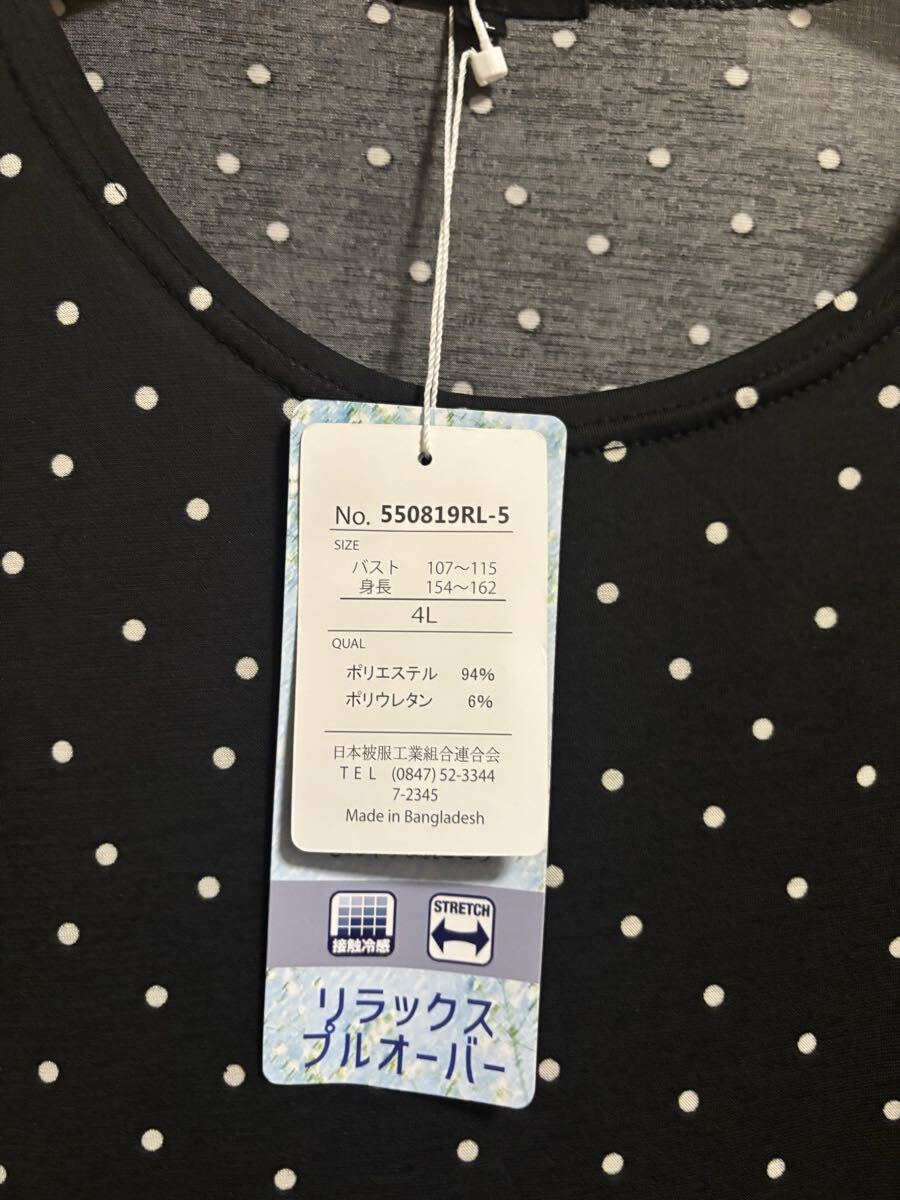 No. 550819RL-5
SIZE
バスト 107～115
身長 154～162
4L
QUAL
ポリエステル 94%
ポリウレタン 6%
日本被服工業組合連合会
TEL (0847) 52-3344
7-2345
Made in Bangladesh
接触冷感
STRETCH
リラックス
プルオーバー